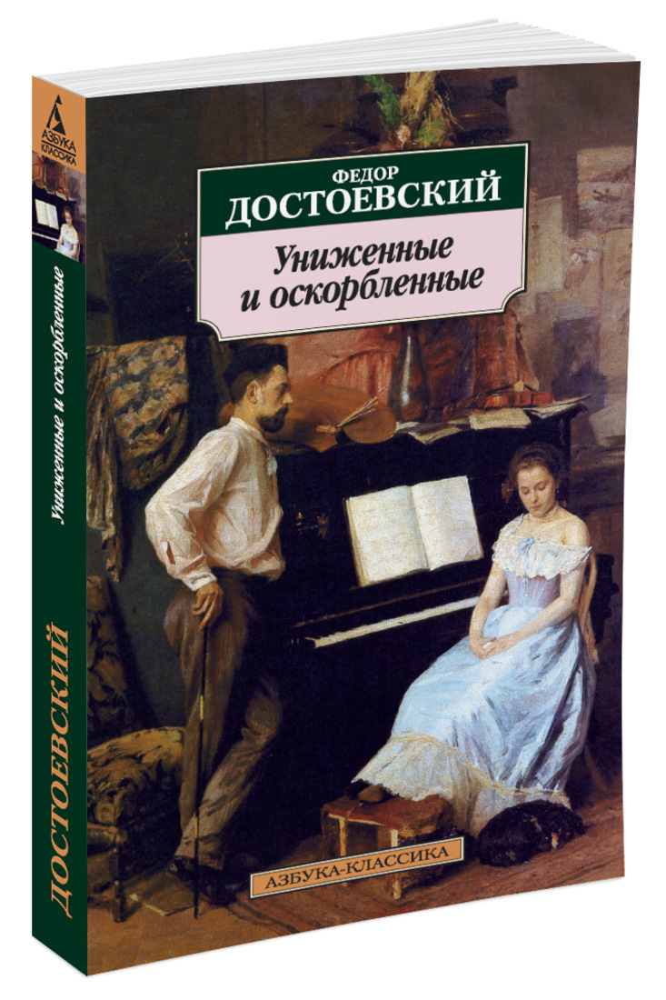 АЗБУКА
КЛАССИКА
Униженные и оскорбленные
ДОСТОЕВСКИЙ
ФЕДОР
ДОСТОЕВСКИЙ
Униженные
и оскорбленные
АЗБУКА-КЛАССИКА